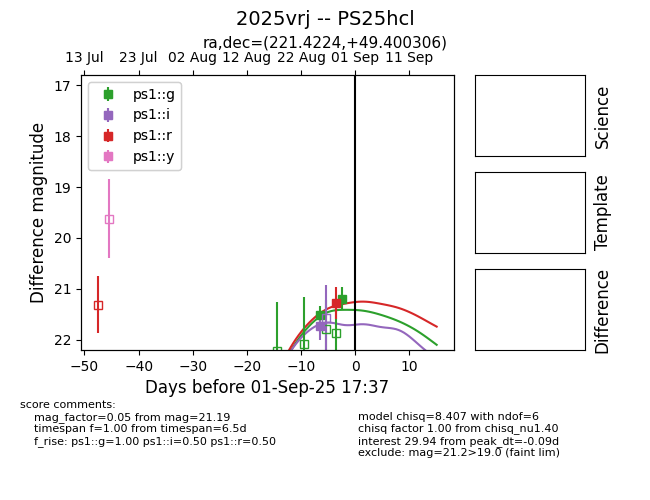 2025vrj -- PS25hcl
ra,dec=(221.4224,+49.400306)
13 Jul 23 Jul 02 Aug 12 Aug 22 Aug 01 Sep 11 Sep
17
18
19
20
21
22
Difference magnitude
ps1::g
ps1::i
ps1::r
ps1::y
−50 −40 −30 −20 −10 0 10
Days before 01-Sep-25 17:37
Science
Template
Difference
score comments:
mag_factor=0.05 from mag=21.19
timespan f=1.00 from timespan=6.5d
f_rise: ps1::g=1.00 ps1::i=0.50 ps1::r=0.50
model chisq=8.407 with ndof=6
chisq factor 1.00 from chisq_nu1.40
interest 29.94 from peak_dt=-0.09d
exclude: mag=21.2>19.0 (faint lim)